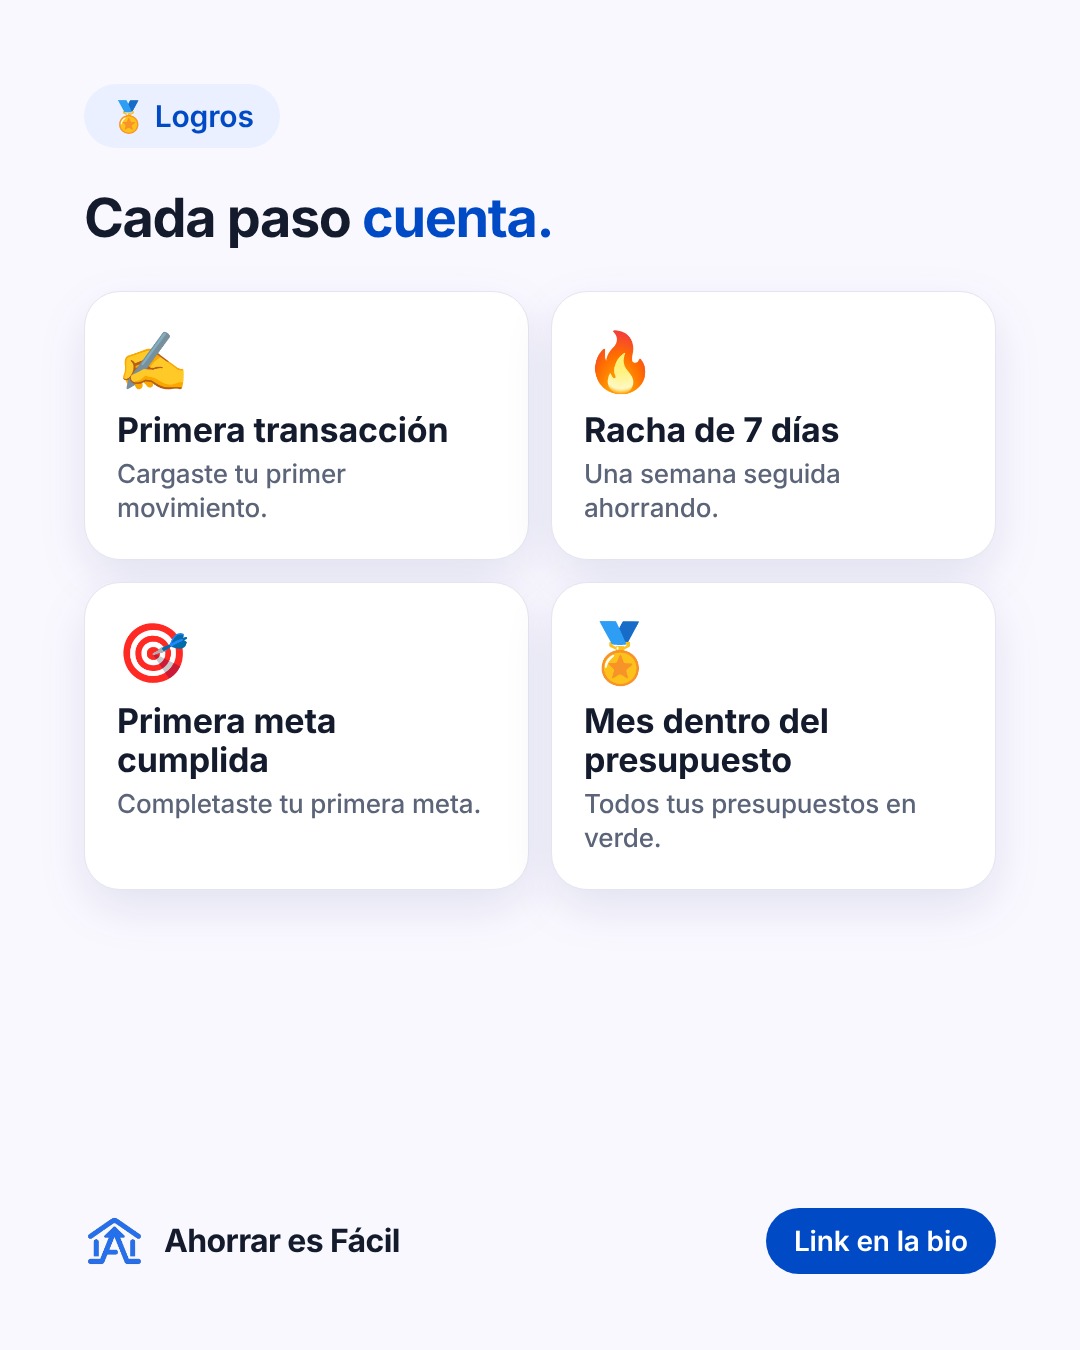 Logros
Cada paso cuenta.
Primera transacción
Cargaste tu primer
movimiento.
Racha de 7 días
Una semana seguida
ahorrando.
Primera meta
cumplida
Completaste tu primera meta.
Mes dentro del
presupuesto
Todos tus presupuestos en
verde.
Ahorrar es Fácil
Link en la bio